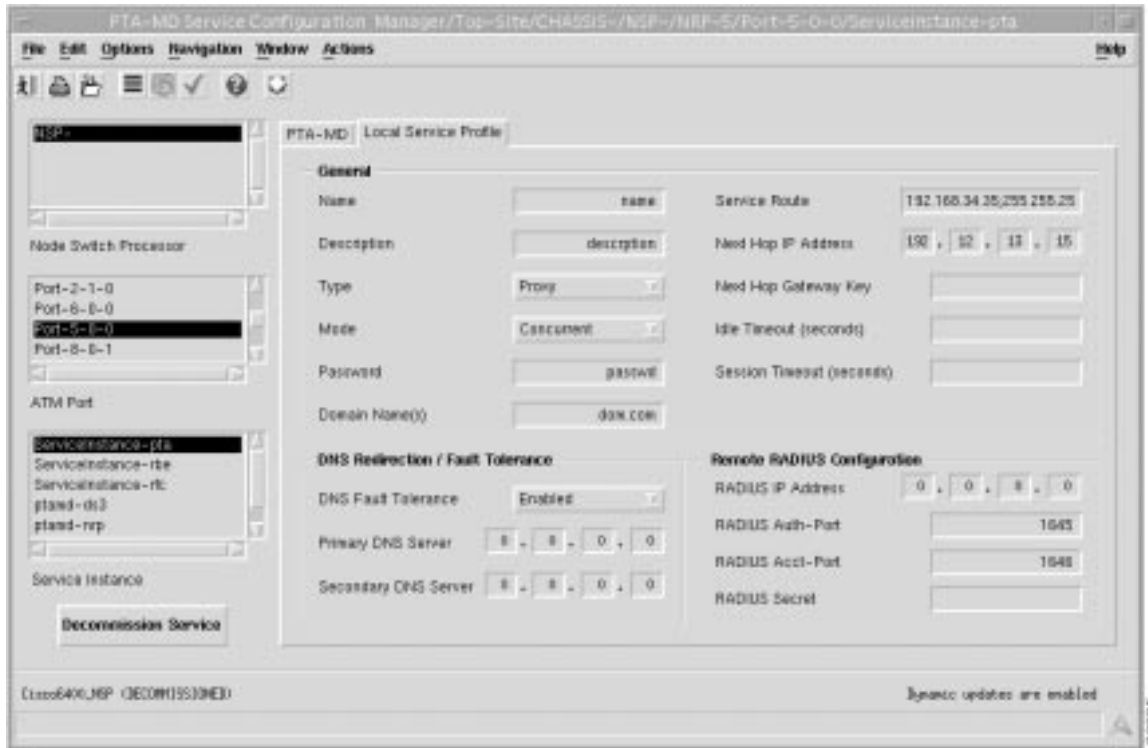 PTA-MD Service Configuration Manager/Top-Site/CHASSIS-/NSP-/NRP-5/Port-5-0-0/ServiceInstance-pta
File Edit Options Navigation Window Actions Help
NSP-
Node Switch Processor
Port-2-1-0
Port-6-0-0
Port-5-0-0
Port-8-0-1
ATM Port
ServiceInstance-pta
ServiceInstance-rbe
ServiceInstance-rfc
ptamd-ds3
ptamd-nrp
Service Instance
Decommission Service
PTA-MD Local Service Profile
General
Name name
Description descrption
Type Proxy
Mode Concurrent
Password passwd
Domain Name(s) dom.com
Service Route 192.168.34.35;255.255.25
Next Hop IP Address 192 . 12 . 13 . 15
Next Hop Gateway Key
Idle Timeout (seconds)
Session Timeout (seconds)
DNS Redirection / Fault Tolerance
DNS Fault Tolerance Enabled
Primary DNS Server 0 . 0 . 0 . 0
Secondary DNS Server 0 . 0 . 0 . 0
Remote RADIUS Configuration
RADIUS IP Address 0 . 0 . 0 . 0
RADIUS Auth-Port 1645
RADIUS Acct-Port 1646
RADIUS Secret
Cisco6400_NSP (DECOMMISSIONED)
Dynamic updates are enabled